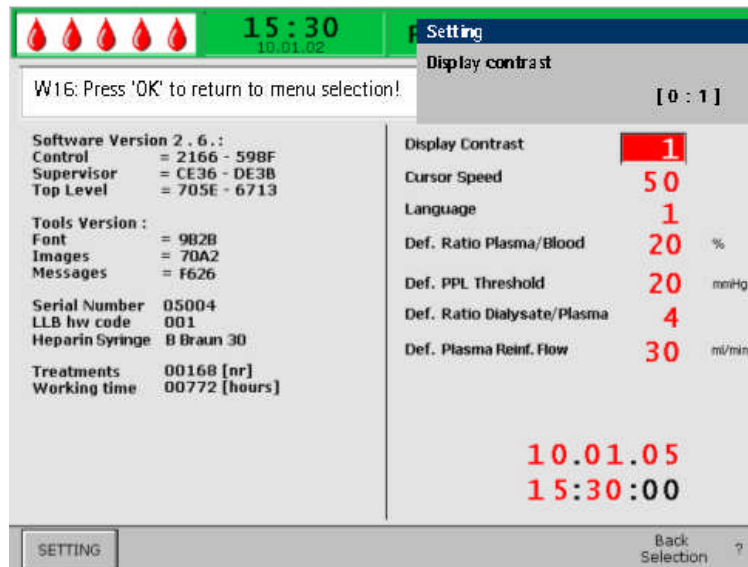 15:30
10.01.02
Setting
Display contrast
[0:1]
W16: Press 'OK' to return to menu selection!
Software Version 2.6.:
Control = 2166 - 598F
Supervisor = CE36 - DE3B
Top Level = 705E - 6713
Tools Version :
Font = 9B2B
Images = 70A2
Messages = F626
Serial Number 05004
LLB hw code 001
Heparin Syringe B Braun 30
Treatments 00168 [nr]
Working time 00772 [hours]
Display Contrast 1
Cursor Speed 50
Language 1
Def. Ratio Plasma/Blood 20 %
Def. PPL Threshold 20 mmHg
Def. Ratio Dialysate/Plasma 4
Def. Plasma Reinf. Flow 30 ml/min
10.01.05
15:30:00
SETTING
Back
Selection
?